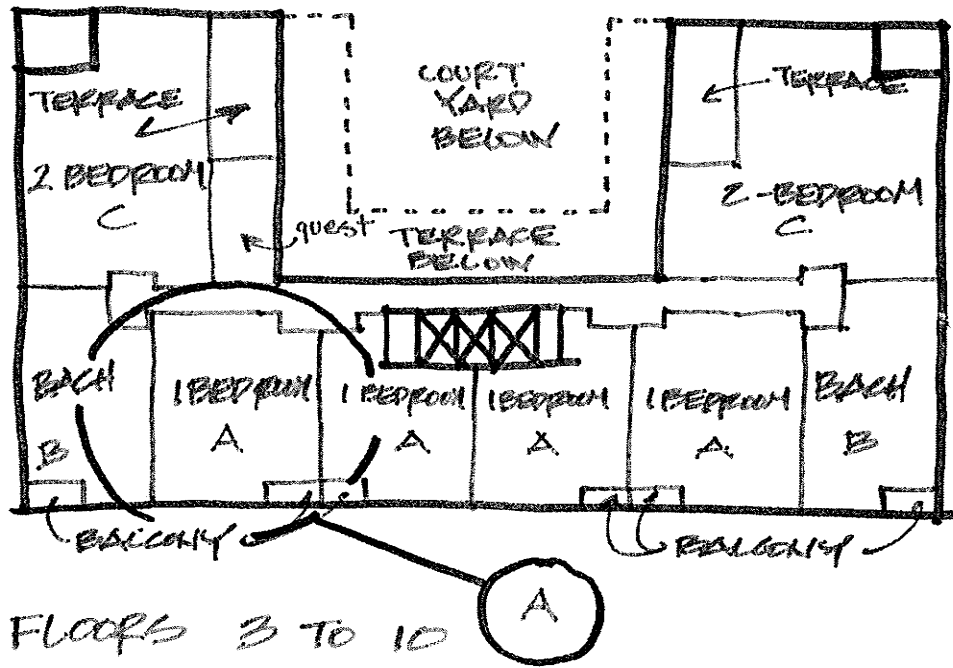 COURT
YARD
BELOW
TERRACE
TERRACE
2 BEDROOM
C
2-BEDROOM
C.
guest
TERRACE
BELOW
BACH
B
1 BEDROOM
A
1 BEDROOM
A
1 BEDROOM
A
1 BEDROOM
A.
BACH
B
BALCONY
BALCONY
A
FLOORS 3 TO 10